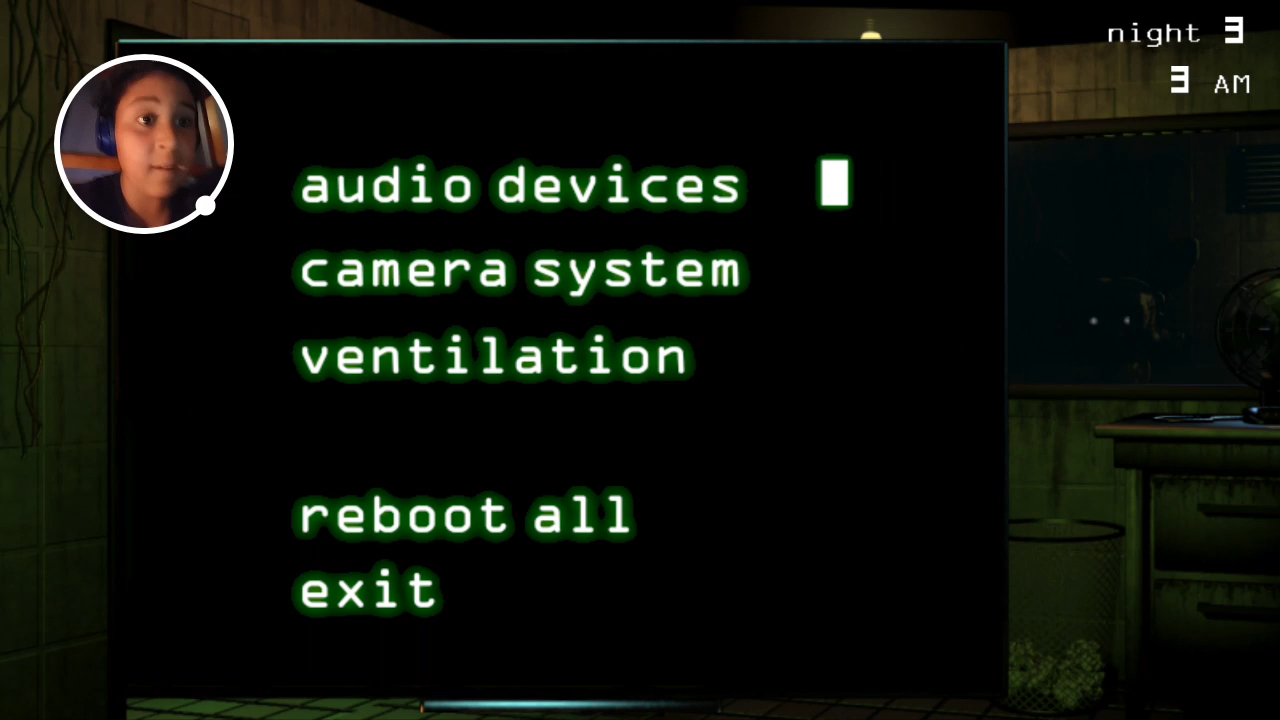 night 3
3 AM
audio devices
camera system
ventilation
reboot all
exit